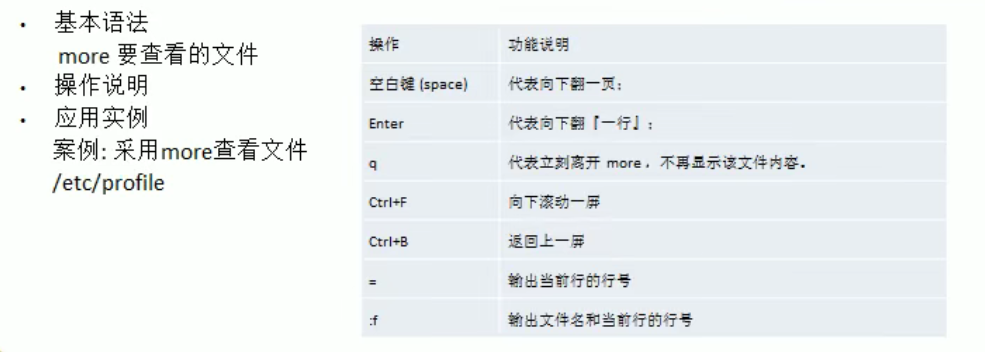 • 基本语法
more 要查看的文件
• 操作说明
• 应用实例
案例: 采用more查看文件
/etc/profile
操作 功能说明
空白键 (space) 代表向下翻一页；
Enter 代表向下翻『一行』；
q 代表立刻离开 more ，不再显示该文件内容。
Ctrl+F 向下滚动一屏
Ctrl+B 返回上一屏
= 输出当前行的行号
:f 输出文件名和当前行的行号